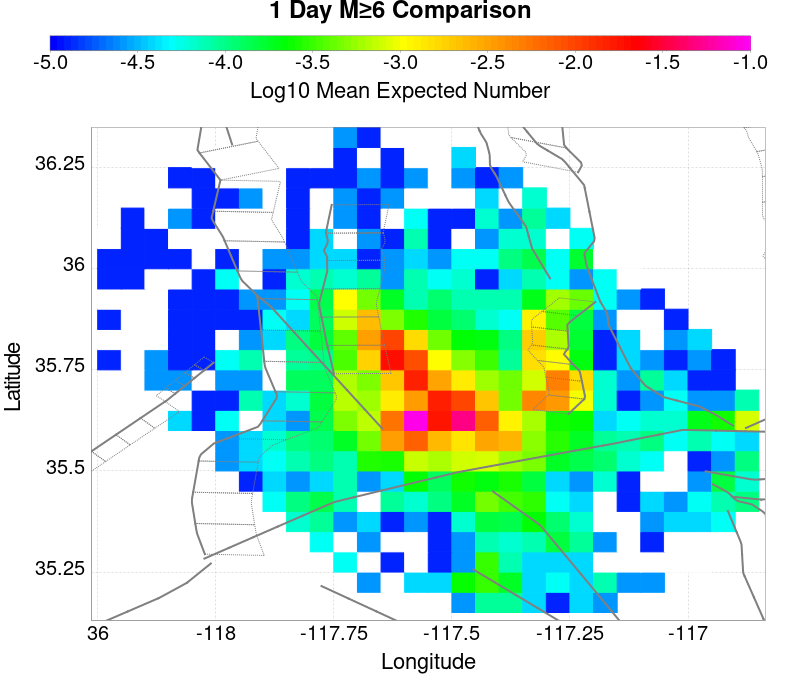 1 Day M≥6 Comparison
-5.0 -4.5 -4.0 -3.5 -3.0 -2.5 -2.0 -1.5 -1.0
Log10 Mean Expected Number
36.25
36
35.75
35.5
35.25
Latitude
36 -118 -117.75 -117.5 -117.25 -117
Longitude